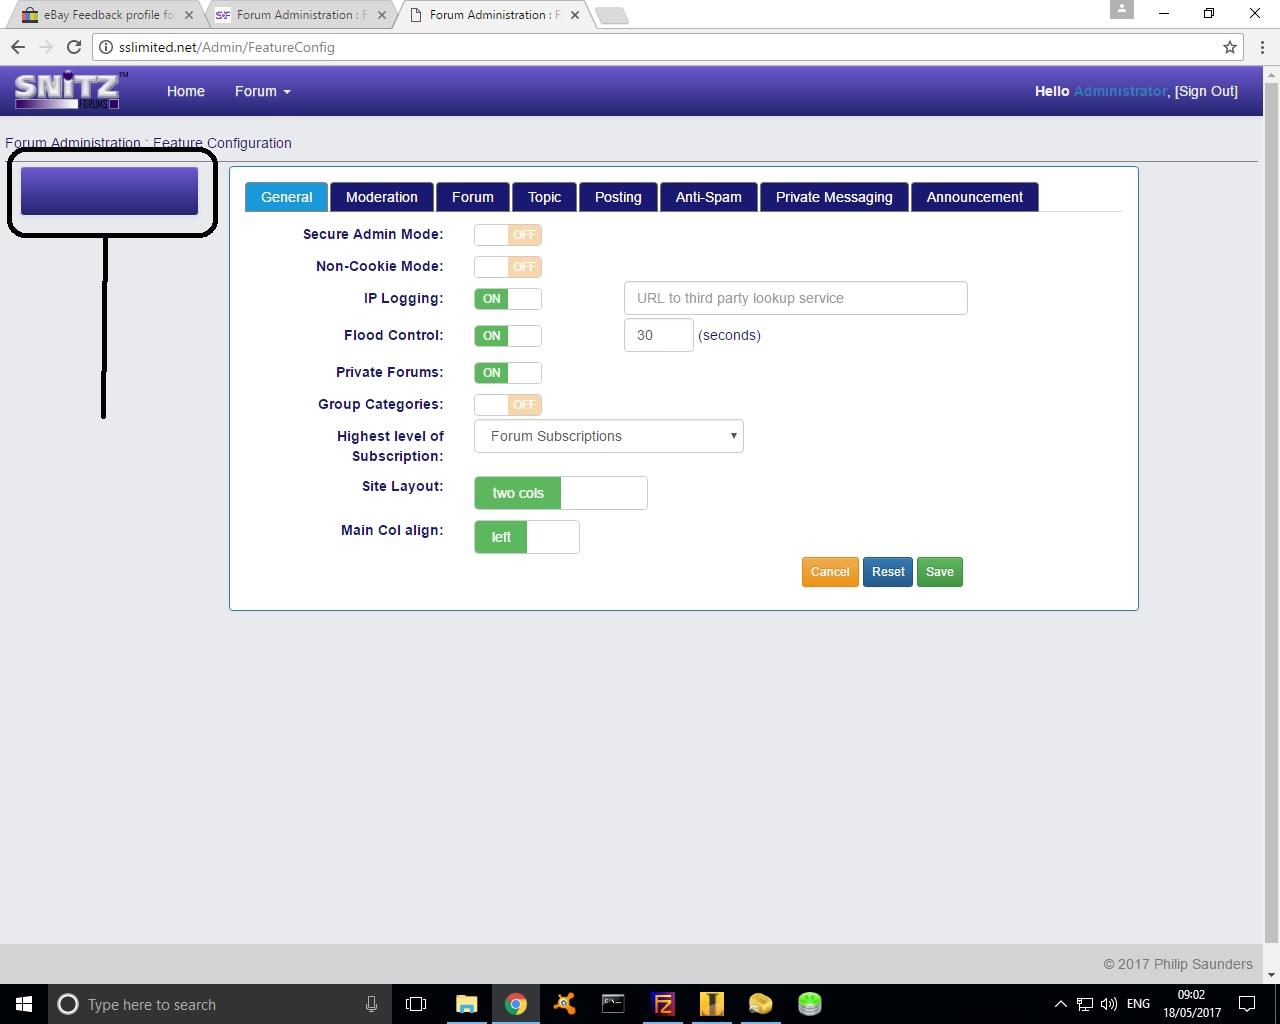 eBay Feedback profile fo
Forum Administration : F
Forum Administration : F
sslimited.net/Admin/FeatureConfig
SNiTZ™
FORUMS
Home
Forum
Hello Administrator, [Sign Out]
Forum Administration : Feature Configuration
General
Moderation
Forum
Topic
Posting
Anti-Spam
Private Messaging
Announcement
Secure Admin Mode: OFF
Non-Cookie Mode: OFF
IP Logging: ON URL to third party lookup service
Flood Control: ON 30 (seconds)
Private Forums: ON
Group Categories: OFF
Highest level of
Subscription: Forum Subscriptions
Site Layout: two cols
Main Col align: left
Cancel Reset Save
© 2017 Philip Saunders
Type here to search
ENG
09:02
18/05/2017